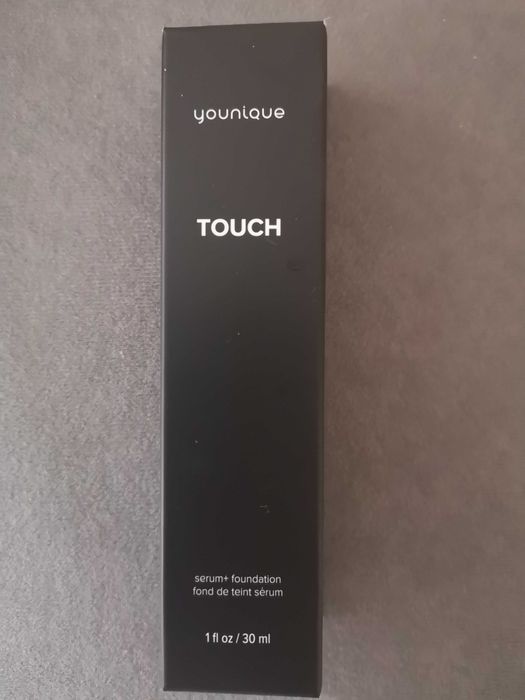 younique
TOUCH
serum+ foundation
fond de teint sérum
1 fl oz / 30 ml